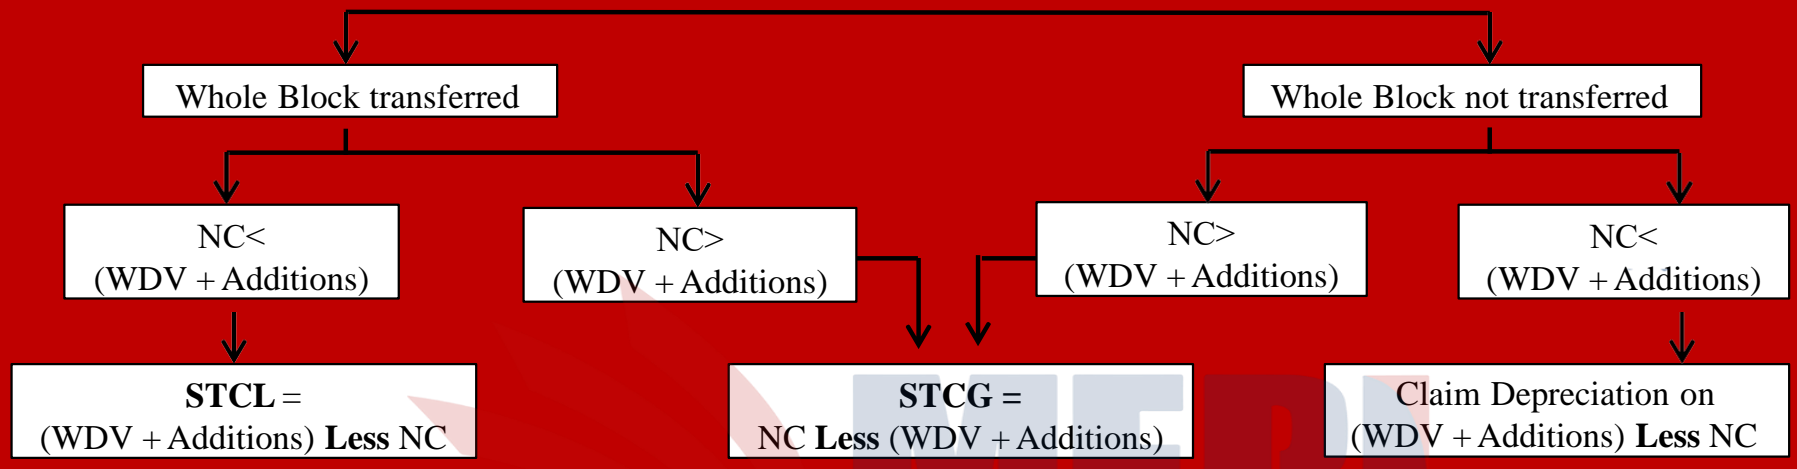 Whole Block transferred
Whole Block not transferred
NC<
(WDV + Additions)
NC>
(WDV + Additions)
NC>
(WDV + Additions)
NC<
(WDV + Additions)
STCL =
(WDV + Additions) Less NC
STCG =
NC Less (WDV + Additions)
Claim Depreciation on
(WDV + Additions) Less NC
MEPL